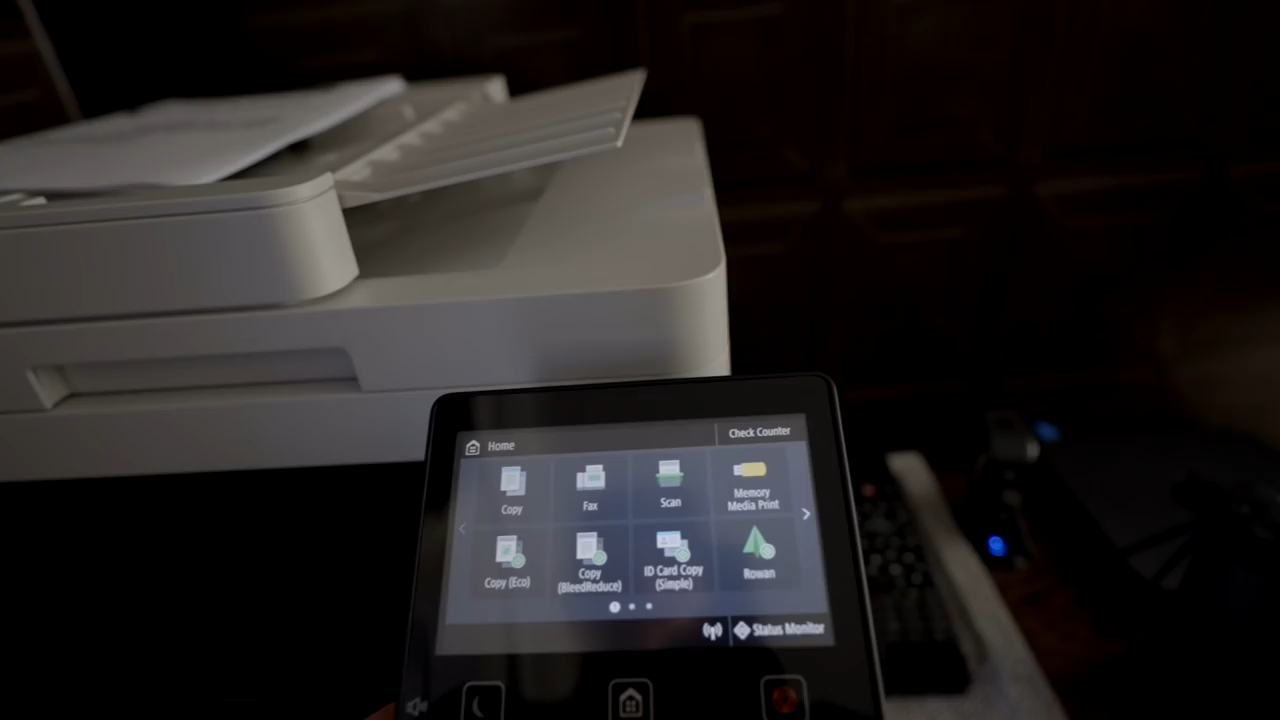 Home
Check Counter
Copy
Fax
Scan
Memory
Media Print
Copy (Eco)
Copy
(BleedReduce)
ID Card Copy
(Simple)
Rowan
Status Monitor